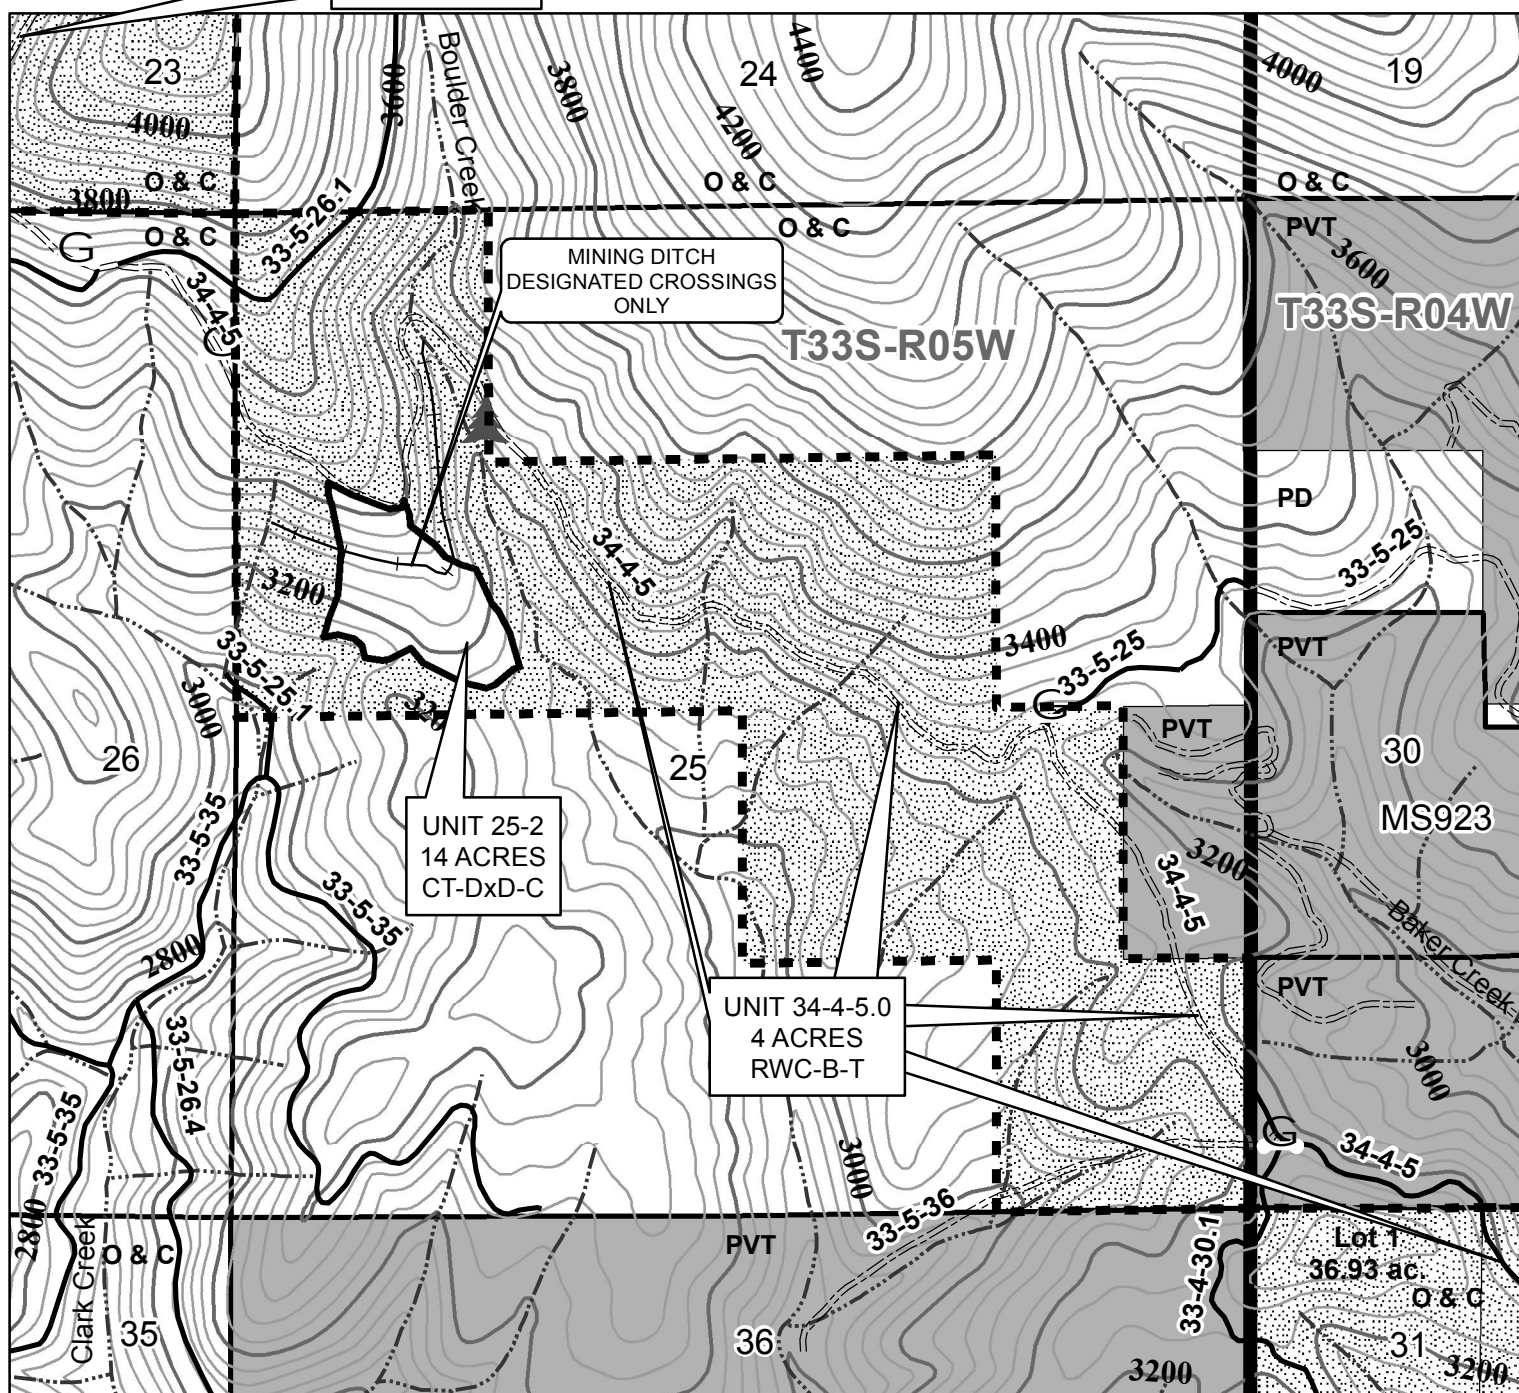 23
4000
3800
O & C
O & C
3600
Boulder Creek
3800
24
4400
4200
O & C
O & C
4000
19
O & C
PVT
3600
T33S-R04W
T33S-R05W
G
33-5-26.1
34-4-5
G
MINING DITCH
DESIGNATED CROSSINGS
ONLY
PD
33-5-25
34-4-5
3200
3400
33-5-25
G
PVT
33-5-25.1
3000
320
26
25
PVT
30
MS923
UNIT 25-2
14 ACRES
CT-DxD-C
33-5-35
33-5-35
2800
3200
34-4-5
Baker Creek
PVT
UNIT 34-4-5.0
4 ACRES
RWC-B-T
33-5-26.4
33-5-35
3000
G
34-4-5
3000
33-5-36
2800
Clark Creek
O & C
35
PVT
36
33-4-30.1
Lot 1
36.93 ac.
O & C
31
3200
3200